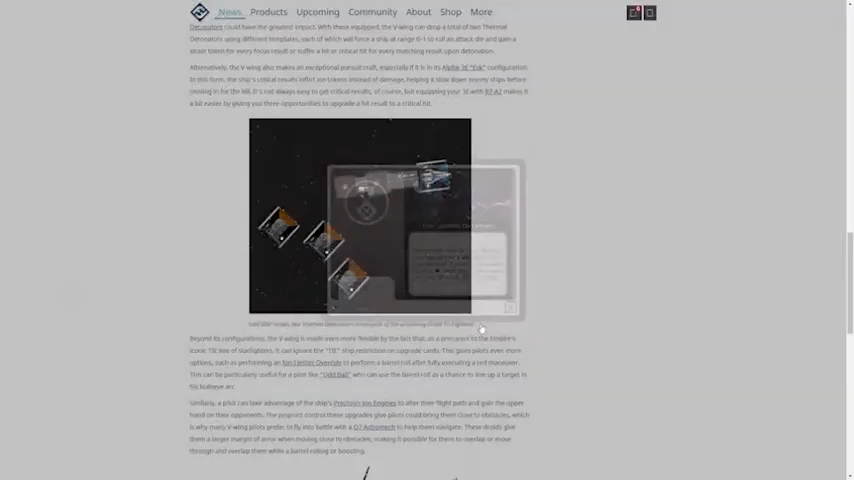 News Products Upcoming Community About Shop More
Detonators could have the greatest impact. With these equipped, the V-wing can drop a total of two Thermal
Detonators using different templates, each of which will force a ship at range 0-1 to roll an attack die and gain a
strain token for every focus result or suffer a hit or critical hit for every matching result upon detonation.
Alternatively, the V-wing also makes an exceptional pursuit craft, especially if it is in its Alpha 3E "Esk" configuration.
In this form, the ship's critical results inflict ion tokens instead of damage, helping it slow down enemy ships before
moving in for the kill. It's not always easy to get critical results, of course, but equipping your 3E with R7-A7 makes it
a bit easier by giving you three opportunities to upgrade a hit result to a critical hit.
Beyond its configurations, the V-wing is made even more flexible by the fact that, as a precursor to the Empire's
iconic TIE line of starfighters, it can ignore the "TIE" ship restriction on upgrade cards. This gives pilots even more
options, such as performing an Ion Limiter Override to perform a barrel roll after fully executing a red maneuver.
This can be particularly useful for a pilot like "Odd Ball" who can use the barrel roll as a chance to line up a target in
his bullseye arc.
Similarly, a pilot can take advantage of the ship's Precision Ion Engines to alter their flight path and gain the upper
hand on their opponents. The pinpoint control these upgrades give pilots could bring them close to obstacles, which
is why many V-wing pilots prefer to fly into battle with a Q7 Astromech to help them navigate. These droids give
them a larger margin of error when moving close to obstacles, making it possible for them to overlap or move
through and overlap them while a barrel rolling or boosting.